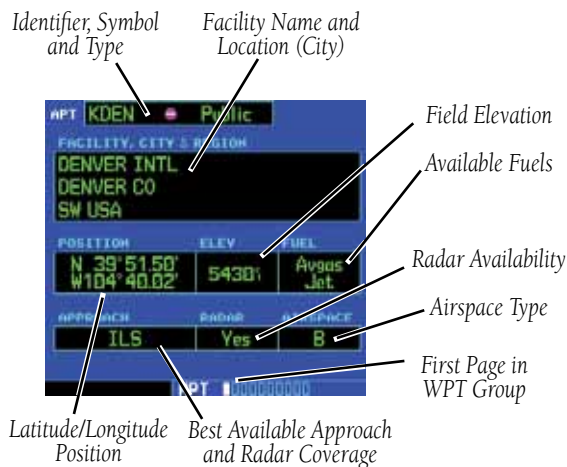 Identifier, Symbol
and Type
Facility Name and
Location (City)
APT KDEN Public
FACILITY, CITY & REGION
DENVER INTL
DENVER CO
SW USA
POSITION ELEV FUEL
N 39°51.50'
W104°40.02'
5430ft
Avgas
Jet
APPROACH RADAR AIRSPACE
ILS Yes B
APT
Field Elevation
Available Fuels
Radar Availability
Airspace Type
First Page in
WPT Group
Latitude/Longitude
Position
Best Available Approach
and Radar Coverage